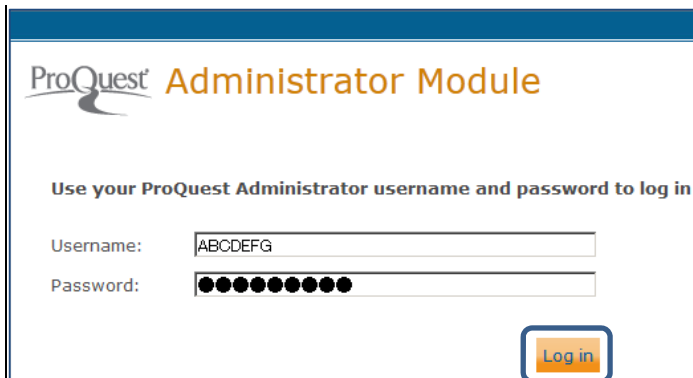 ProQuest Administrator Module
Use your ProQuest Administrator username and password to log in
Username: ABCDEFG
Password: ●●●●●●●●●
Log in